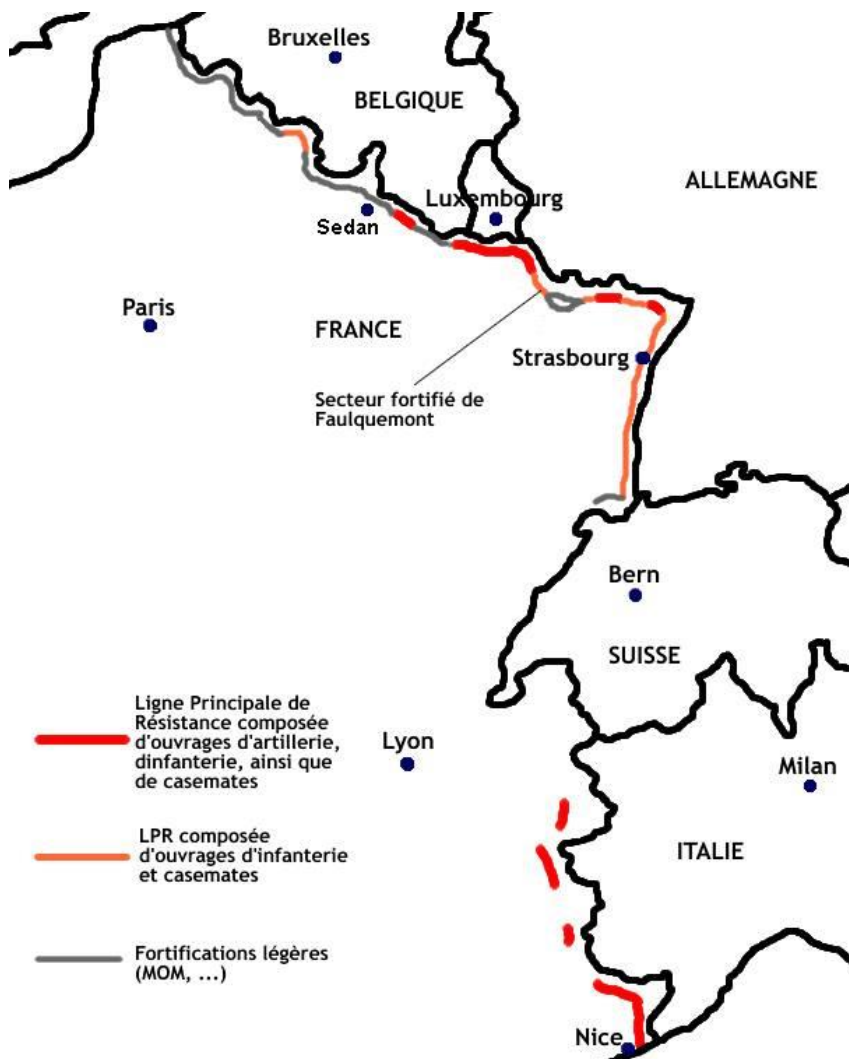 Bruxelles
BELGIQUE
ALLEMAGNE
Luxembourg
Sedan
Paris
FRANCE
Strasbourg
Secteur fortifié de
Faulquemont
Bern
SUISSE
Ligne Principale de
Résistance composée
d'ouvrages d'artillerie,
dinfanterie, ainsi que
de casemates
Lyon
Milan
LPR composée
d'ouvrages d'infanterie
et casemates
ITALIE
Fortifications légères
(MOM, ...)
Nice